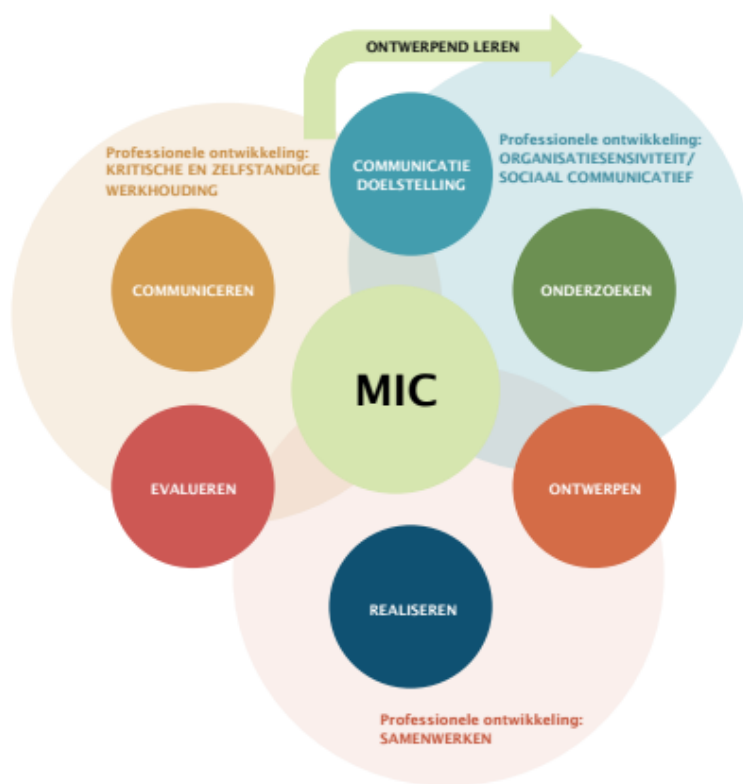 ONTWERPEND LEREN
Professionele ontwikkeling:
KRITISCHE EN ZELFSTANDIGE
WERKHOUDING
COMMUNICATIE
DOELSTELLING
Professionele ontwikkeling:
ORGANISATIESENSIVITEIT/
SOCIAAL COMMUNICATIEF
COMMUNICEREN
ONDERZOEKEN
MIC
EVALUEREN
ONTWERPEN
REALISEREN
Professionele ontwikkeling:
SAMENWERKEN